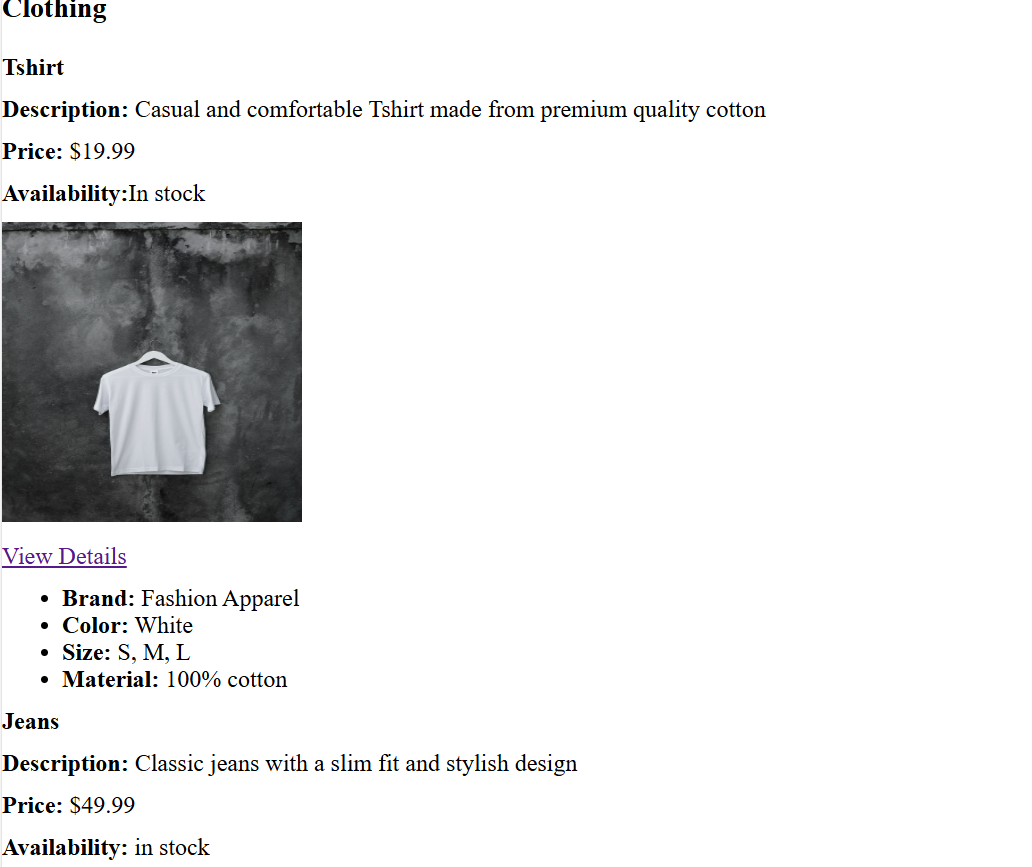 Clothing
Tshirt
Description: Casual and comfortable Tshirt made from premium quality cotton
Price: $19.99
Availability:In stock
View Details
• Brand: Fashion Apparel
• Color: White
• Size: S, M, L
• Material: 100% cotton
Jeans
Description: Classic jeans with a slim fit and stylish design
Price: $49.99
Availability: in stock